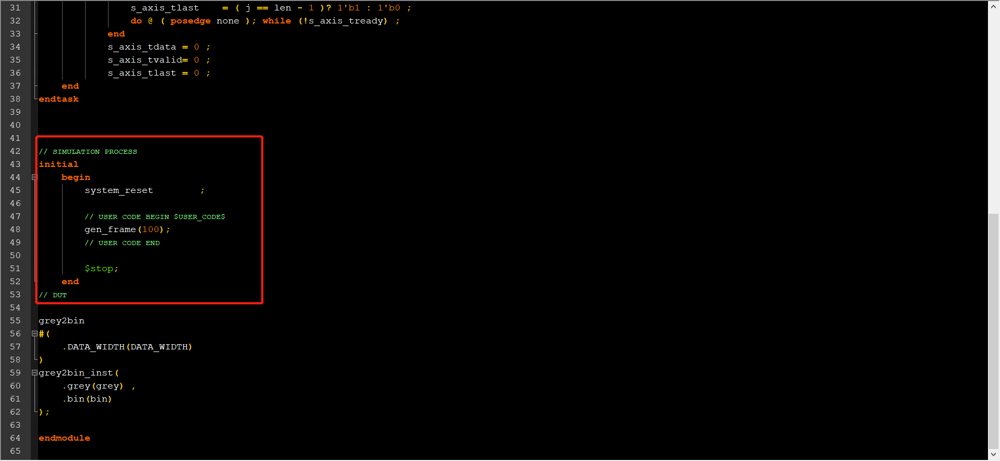 31 s_axis_tlast = ( j == len - 1 )? 1'b1 : 1'b0 ;
32 do @ ( posedge none ); while (!s_axis_tready) ;
33 end
34 s_axis_tdata = 0 ;
35 s_axis_tvalid= 0 ;
36 s_axis_tlast = 0 ;
37 end
38 endtask
39
40
41
42 // SIMULATION PROCESS
43 initial
44 begin
45 system_reset ;
46
47 // USER CODE BEGIN $USER_CODE$
48 gen_frame(100);
49 // USER CODE END
50
51 $stop;
52 end
53 // DUT
54
55 grey2bin
56 #(
57 .DATA_WIDTH(DATA_WIDTH)
58 )
59 grey2bin_inst(
60 .grey(grey) ,
61 .bin(bin)
62 );
63
64 endmodule
65